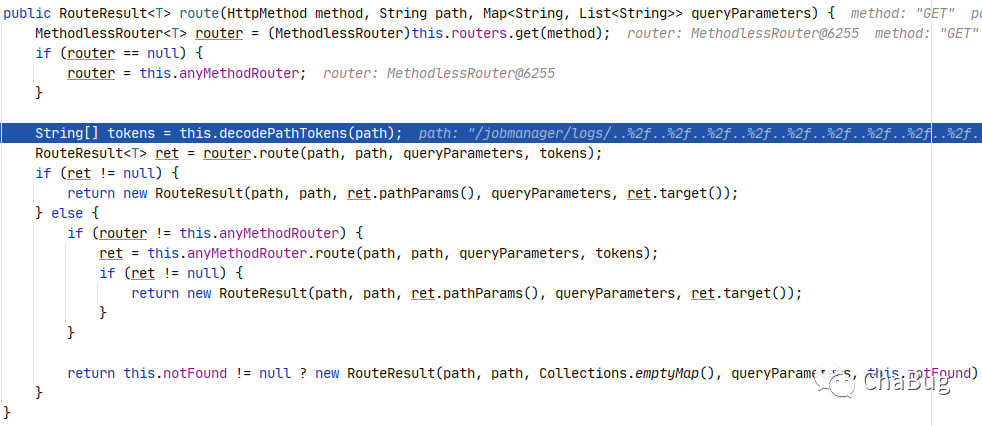 public RouteResult<T> route(HttpMethod method, String path, Map<String, List<String>> queryParameters) {  method: "GET"
    MethodlessRouter<T> router = (MethodlessRouter)this.routers.get(method);  router: MethodlessRouter@6255  method: "GET"
    if (router == null) {
        router = this.anyMethodRouter;  router: MethodlessRouter@6255
    }

    String[] tokens = this.decodePathTokens(path);  path: "/jobmanager/logs/..%2f..%2f..%2f..%2f..%2f..%2f..%2f..%2f..%2f..
    RouteResult<T> ret = router.route(path, path, queryParameters, tokens);
    if (ret != null) {
        return new RouteResult(path, path, ret.pathParams(), queryParameters, ret.target());
    } else {
        if (router != this.anyMethodRouter) {
            ret = this.anyMethodRouter.route(path, path, queryParameters, tokens);
            if (ret != null) {
                return new RouteResult(path, path, ret.pathParams(), queryParameters, ret.target());
            }
        }

        return this.notFound != null ? new RouteResult(path, path, Collections.emptyMap(), queryParameters, this.notFound)
    }
}
ChaBug